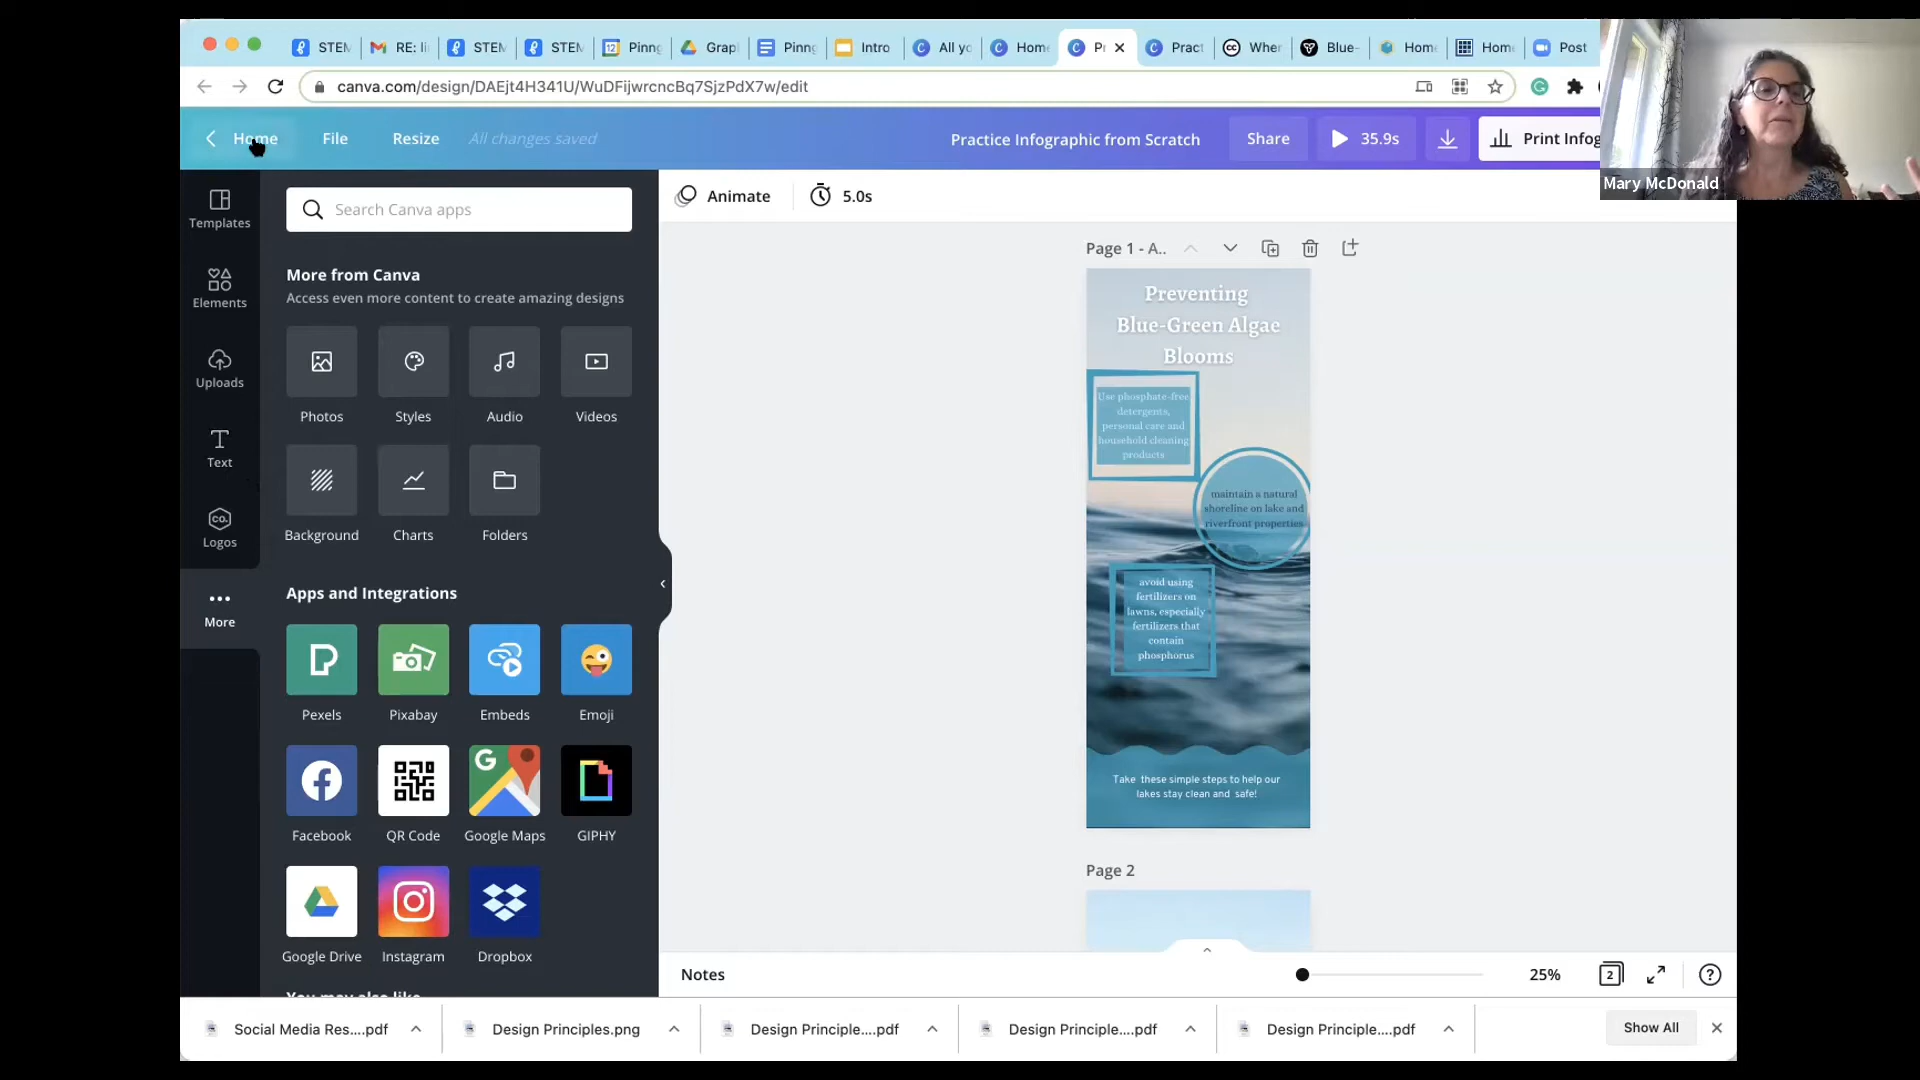 STEM
RE: li
STEM
STEM
Pinng
Grap
Pinng
Intro
All yo
Home
Pr
Pract
Wher
Blue-
Home
Home
Post
canva.com/design/DAEjt4H341U/WuDFijwrcncBq7SjzPdX7w/edit
Home
File
Resize
All changes saved
Practice Infographic from Scratch
Share
35.9s
Print Infog
Mary McDonald
Templates
Elements
Uploads
Text
CO.
Logos
More
Search Canva apps
More from Canva
Access even more content to create amazing designs
Photos
Styles
Audio
Videos
Background
Charts
Folders
Apps and Integrations
Pexels
Pixabay
Embeds
Emoji
Facebook
QR Code
Google Maps
GIPHY
Google Drive
Instagram
Dropbox
You may also like
Animate
5.0s
Page 1 - A..
Preventing
Blue-Green Algae
Blooms
Use phosphate-free
detergents,
personal care and
household cleaning
products
maintain a natural
shoreline on lake and
riverfront properties
avoid using
fertilizers on
lawns, especially
fertilizers that
contain
phosphorus
Take these simple steps to help our
lakes stay clean and safe!
Page 2
Notes
25%
2
Social Media Res....pdf
Design Principles.png
Design Principle....pdf
Design Principle....pdf
Design Principle....pdf
Show All